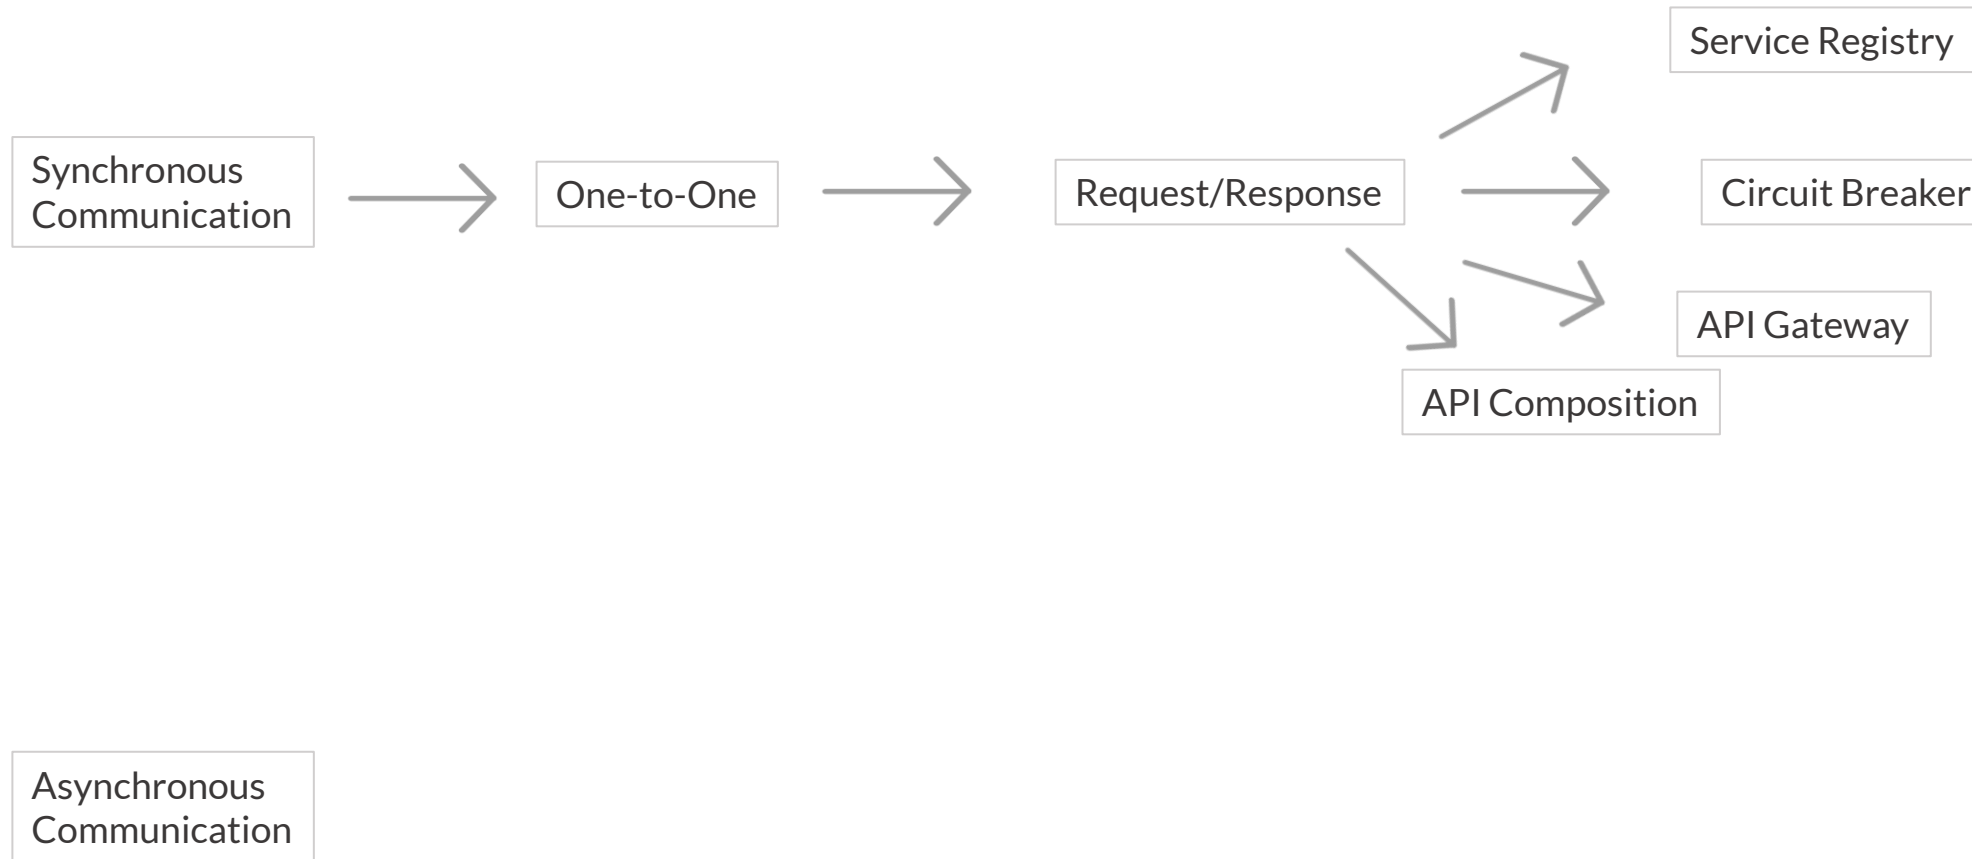 Service Registry
Synchronous
Communication
One-to-One
Request/Response
Circuit Breaker
API Gateway
API Composition
Asynchronous
Communication